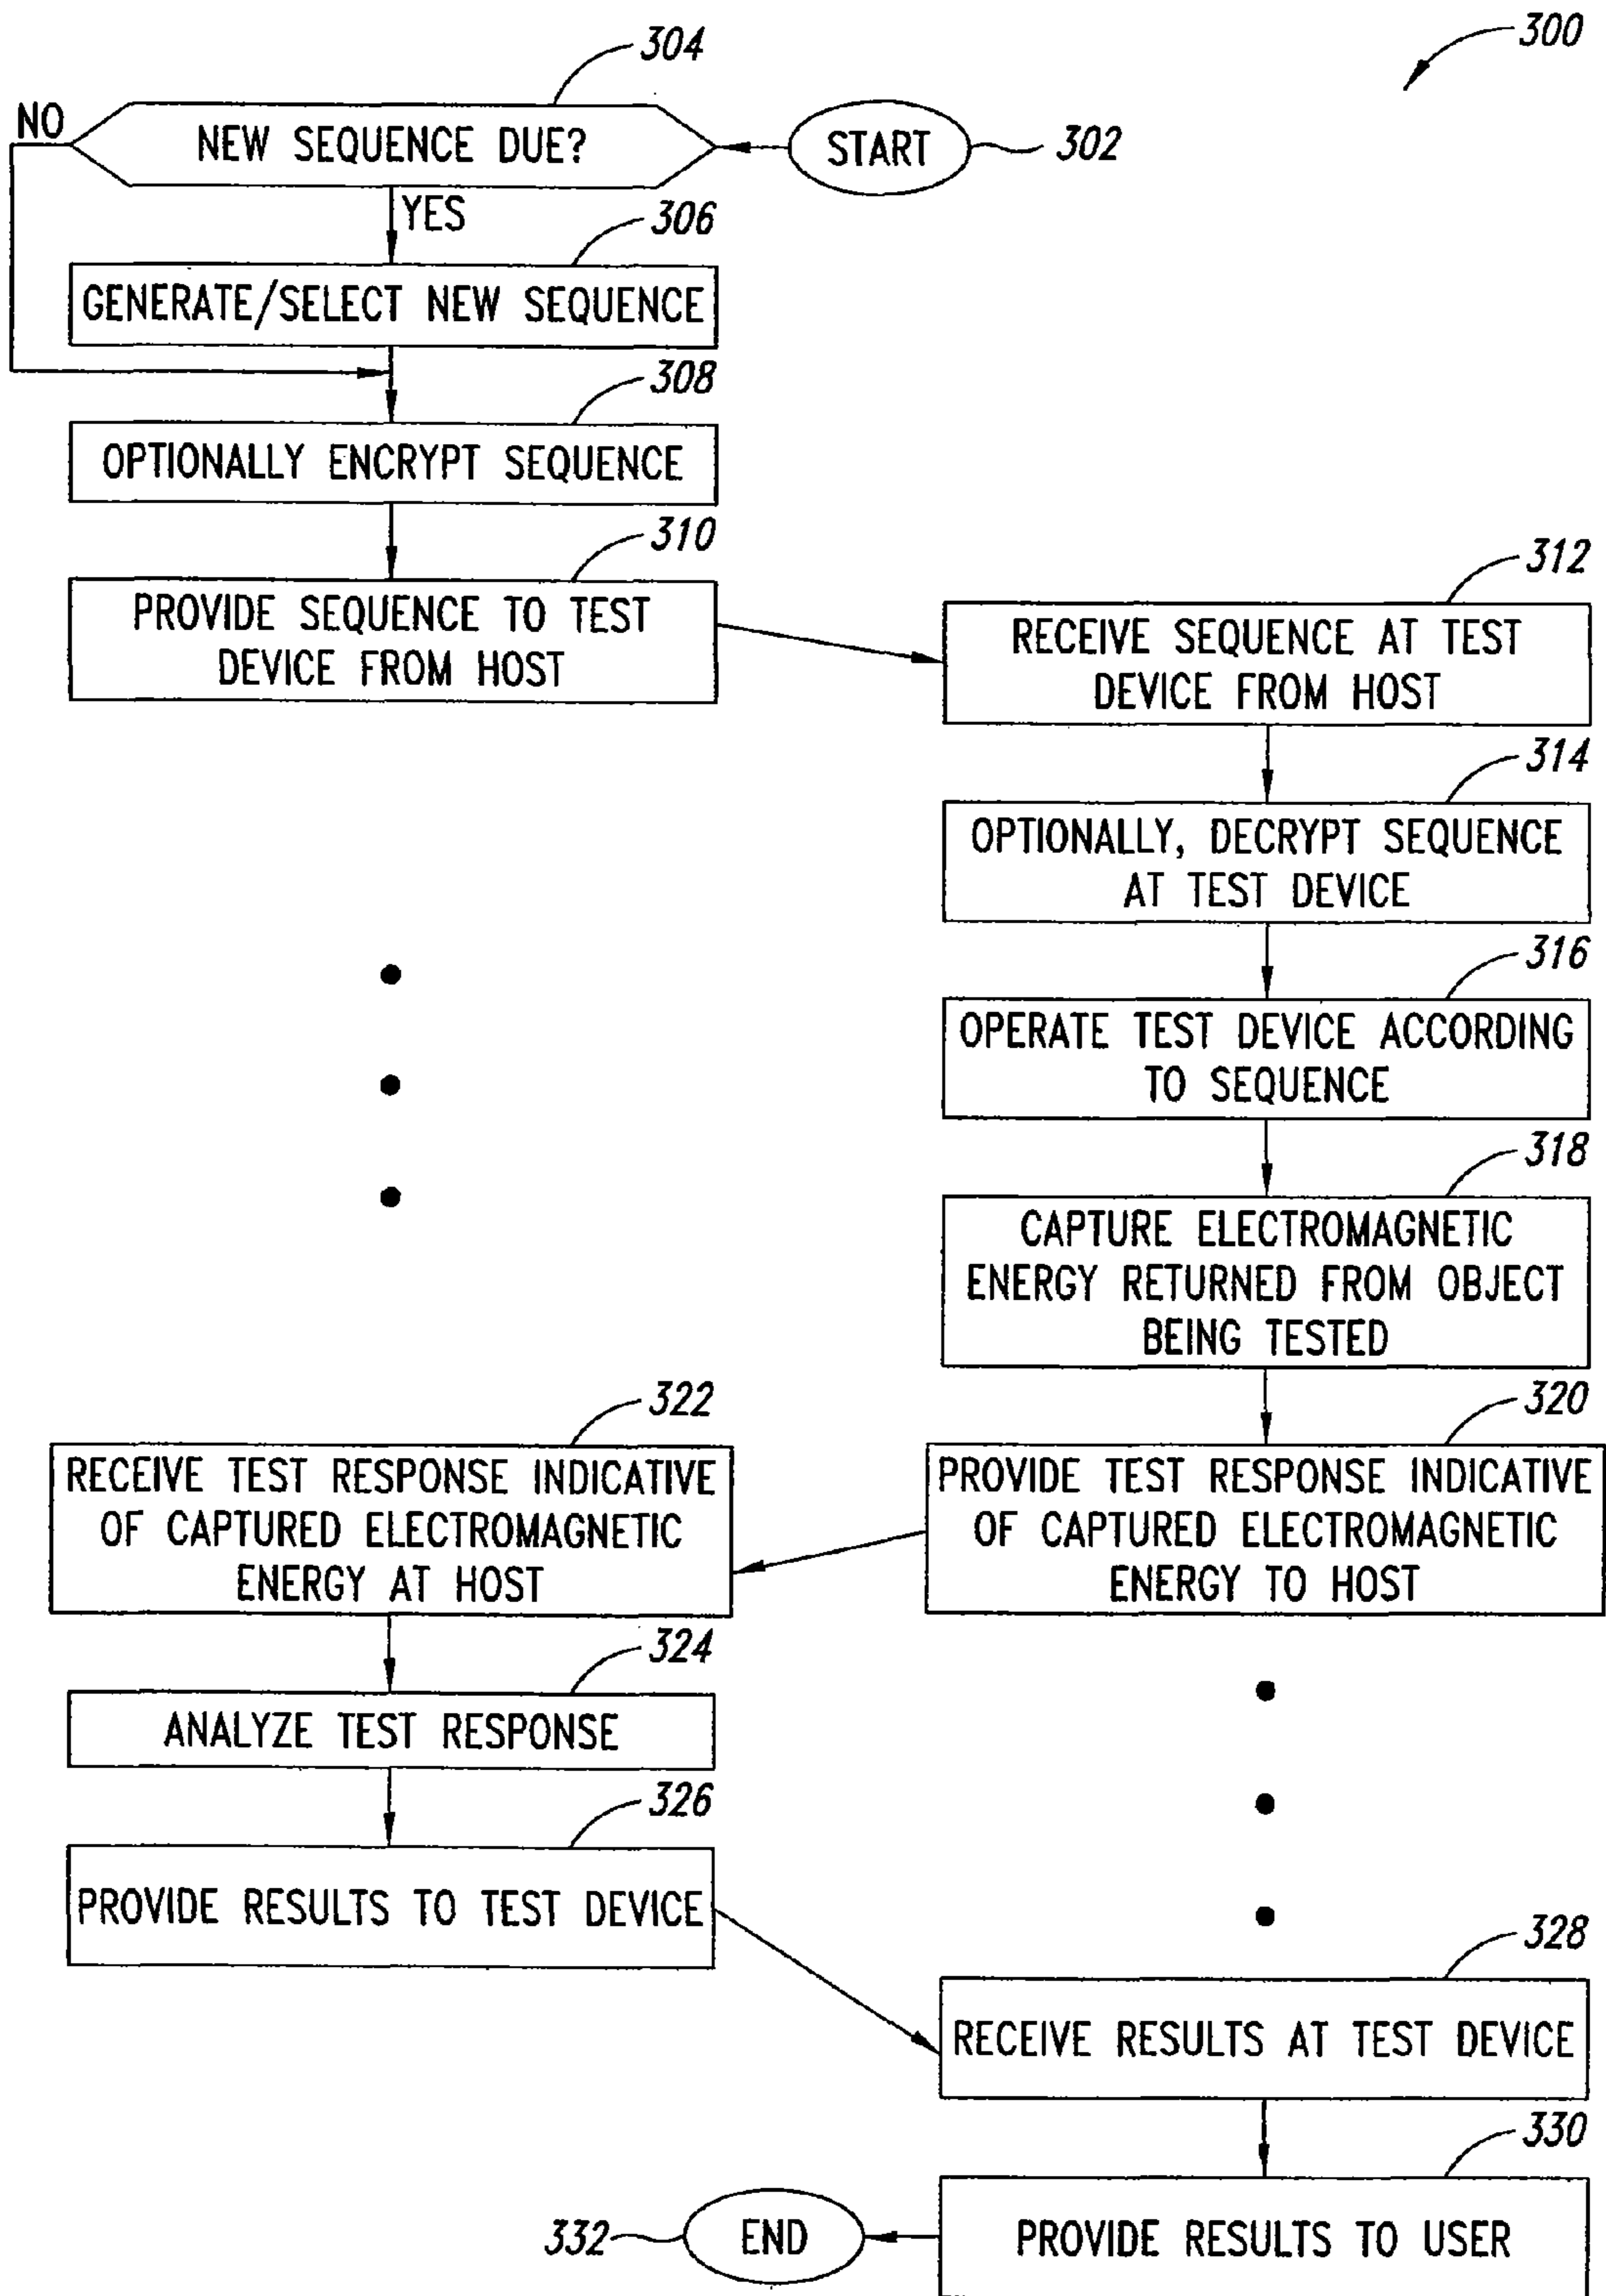 300
304
NO
NEW SEQUENCE DUE?
START
302
YES
306
GENERATE/SELECT NEW SEQUENCE
308
OPTIONALLY ENCRYPT SEQUENCE
310
PROVIDE SEQUENCE TO TEST
DEVICE FROM HOST
312
RECEIVE SEQUENCE AT TEST
DEVICE FROM HOST
314
OPTIONALLY, DECRYPT SEQUENCE
AT TEST DEVICE
316
OPERATE TEST DEVICE ACCORDING
TO SEQUENCE
318
CAPTURE ELECTROMAGNETIC
ENERGY RETURNED FROM OBJECT
BEING TESTED
320
PROVIDE TEST RESPONSE INDICATIVE
OF CAPTURED ELECTROMAGNETIC
ENERGY TO HOST
322
RECEIVE TEST RESPONSE INDICATIVE
OF CAPTURED ELECTROMAGNETIC
ENERGY AT HOST
324
ANALYZE TEST RESPONSE
326
PROVIDE RESULTS TO TEST DEVICE
328
RECEIVE RESULTS AT TEST DEVICE
330
PROVIDE RESULTS TO USER
332
END